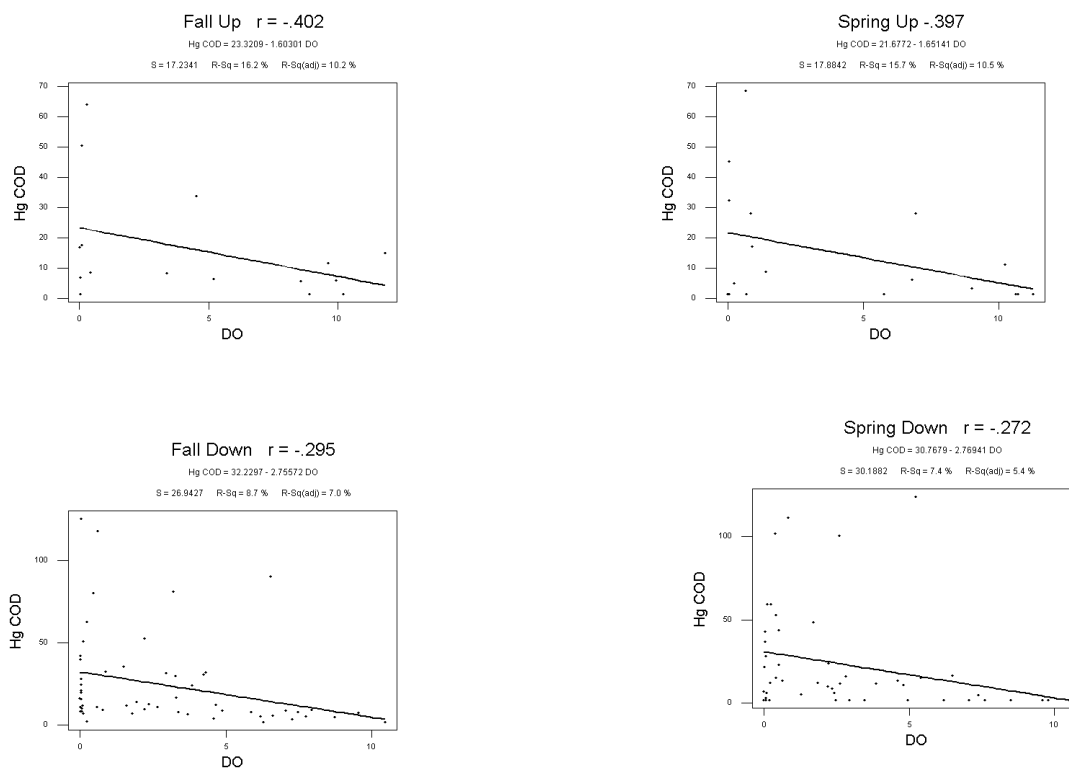 Fall Up r = -.402
Hg COD = 23.3209 - 1.60301 DO
S = 17.2341 R-Sq = 16.2 % R-Sq(adj) = 10.2 %
70
60
50
40
30
20
10
0
Hg COD
0 5 10
DO
Spring Up -.397
Hg COD = 21.6772 - 1.65141 DO
S = 17.8842 R-Sq = 15.7 % R-Sq(adj) = 10.5 %
70
60
50
40
30
20
10
0
Hg COD
0 5 10
DO
Fall Down r = -.295
Hg COD = 32.2297 - 2.75572 DO
S = 26.9427 R-Sq = 8.7 % R-Sq(adj) = 7.0 %
100
50
0
Hg COD
0 5 10
DO
Spring Down r = -.272
Hg COD = 30.7679 - 2.76941 DO
S = 30.1882 R-Sq = 7.4 % R-Sq(adj) = 5.4 %
100
50
0
Hg COD
0 5 10
DO